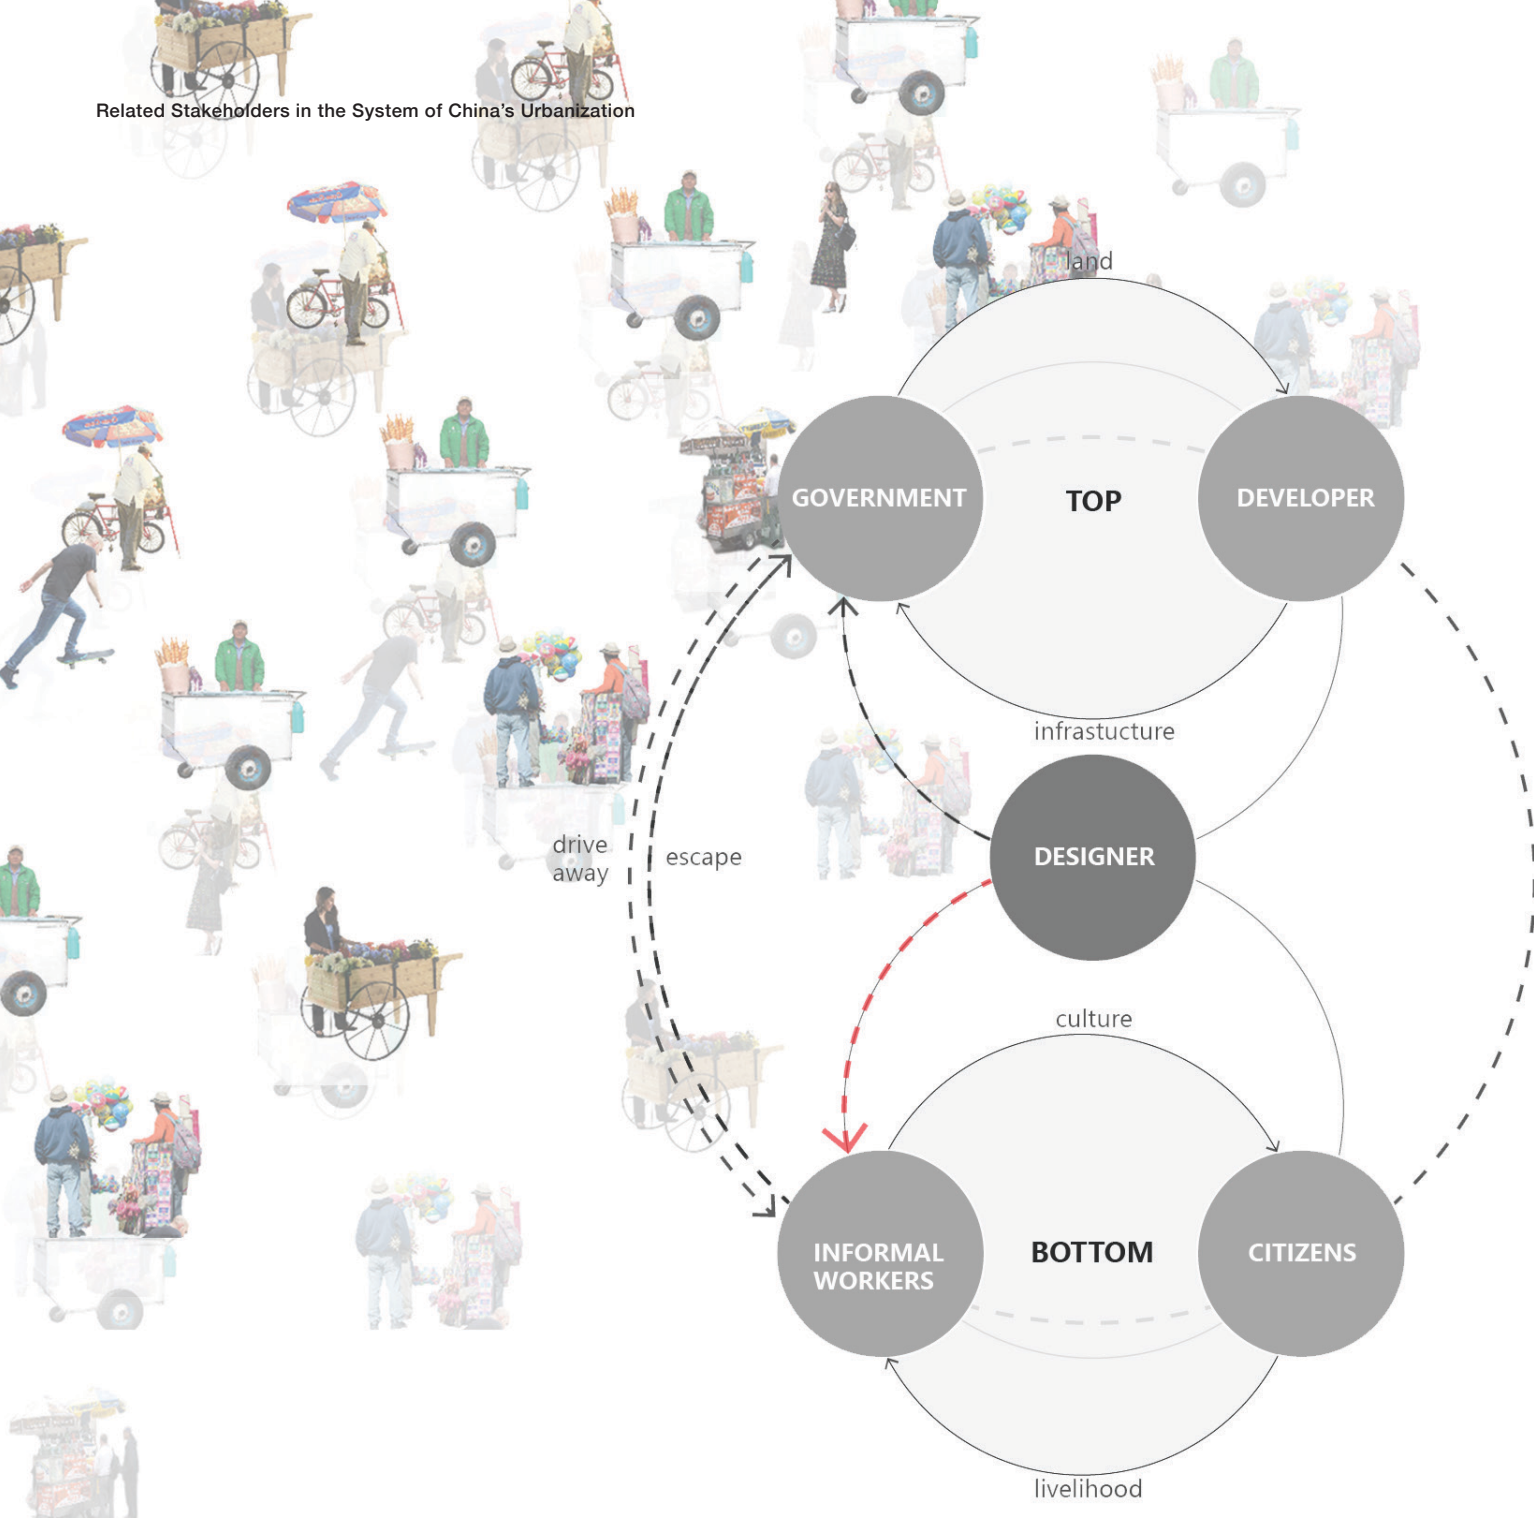 Related Stakeholders in the System of China's Urbanization
land
GOVERNMENT
TOP
DEVELOPER
infrastucture
drive
away
escape
DESIGNER
culture
INFORMAL
WORKERS
BOTTOM
CITIZENS
livelihood